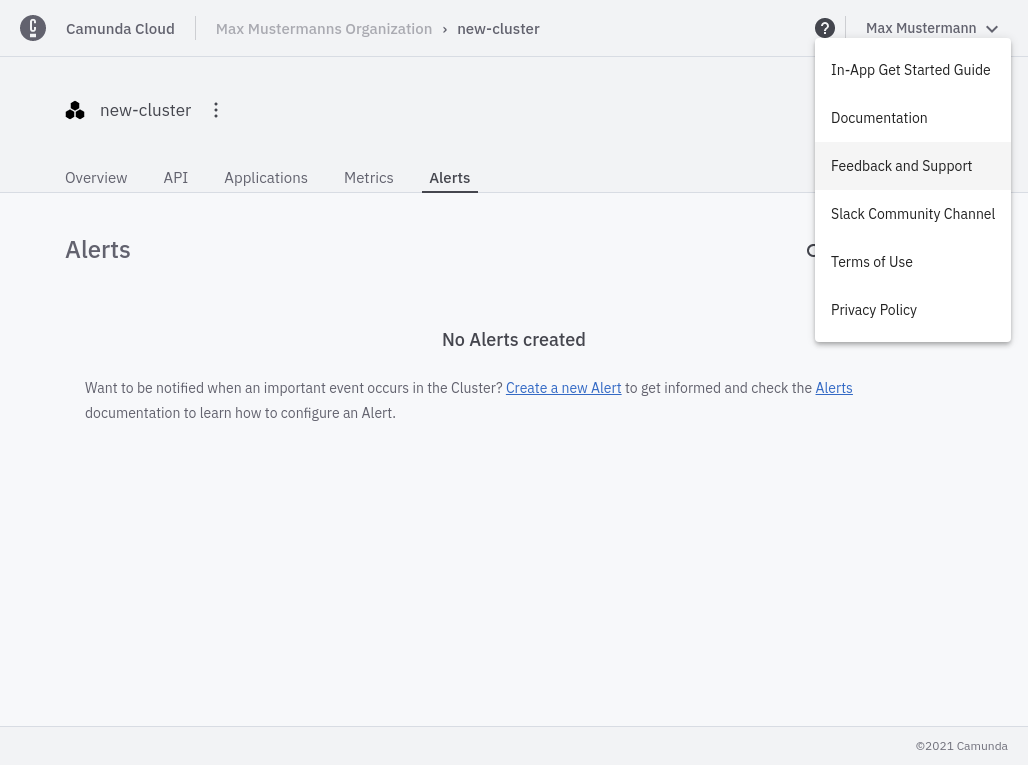 Camunda Cloud
Max Mustermanns Organization › new-cluster
? Max Mustermann
In-App Get Started Guide
Documentation
Feedback and Support
Slack Community Channel
Terms of Use
Privacy Policy
new-cluster
Overview API Applications Metrics Alerts
Alerts
No Alerts created
Want to be notified when an important event occurs in the Cluster? Create a new Alert to get informed and check the Alerts
documentation to learn how to configure an Alert.
©2021 Camunda